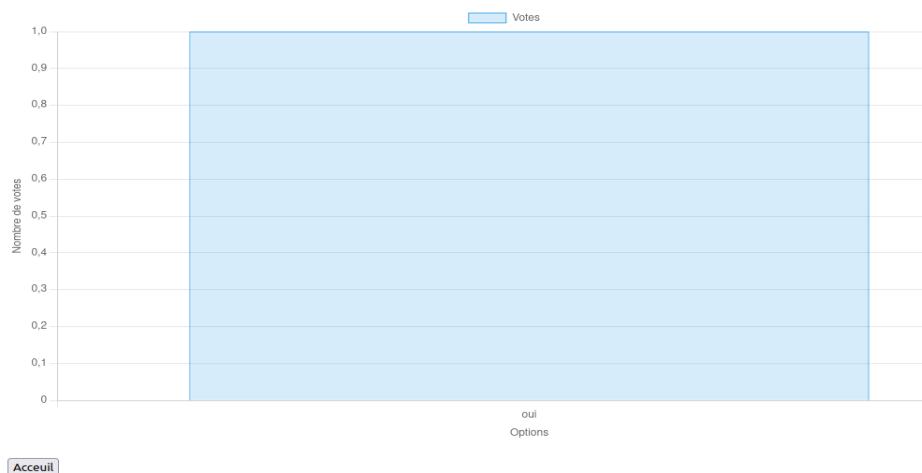 Votes
1,0
0,9
0,8
0,7
0,6
0,5
0,4
0,3
0,2
0,1
0
Nombre de votes
oui
Options
Acceuil